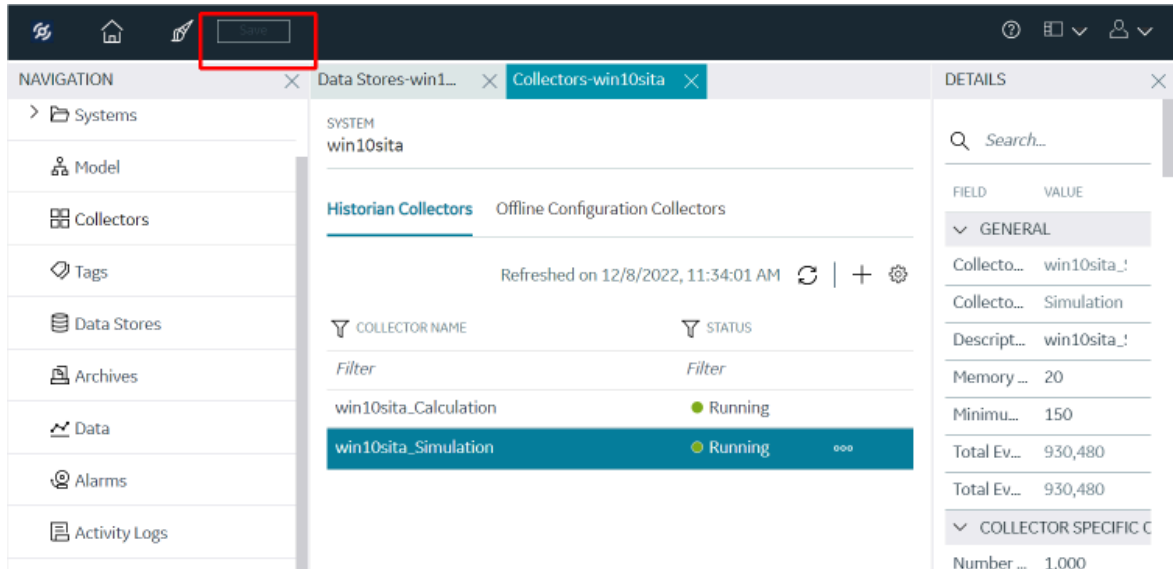 Save
NAVIGATION
Systems
Model
Collectors
Tags
Data Stores
Archives
Data
Alarms
Activity Logs
Data Stores-win1...
Collectors-win10sita
SYSTEM
win10sita
Historian Collectors Offline Configuration Collectors
Refreshed on 12/8/2022, 11:34:01 AM
COLLECTOR NAME STATUS
Filter Filter
win10sita_Calculation Running
win10sita_Simulation Running
DETAILS
Search...
FIELD VALUE
GENERAL
Collecto... win10sita_
Collecto... Simulation
Descript... win10sita_
Memory ... 20
Minimu... 150
Total Ev... 930,480
Total Ev... 930,480
COLLECTOR SPECIFIC C
Number ... 1,000